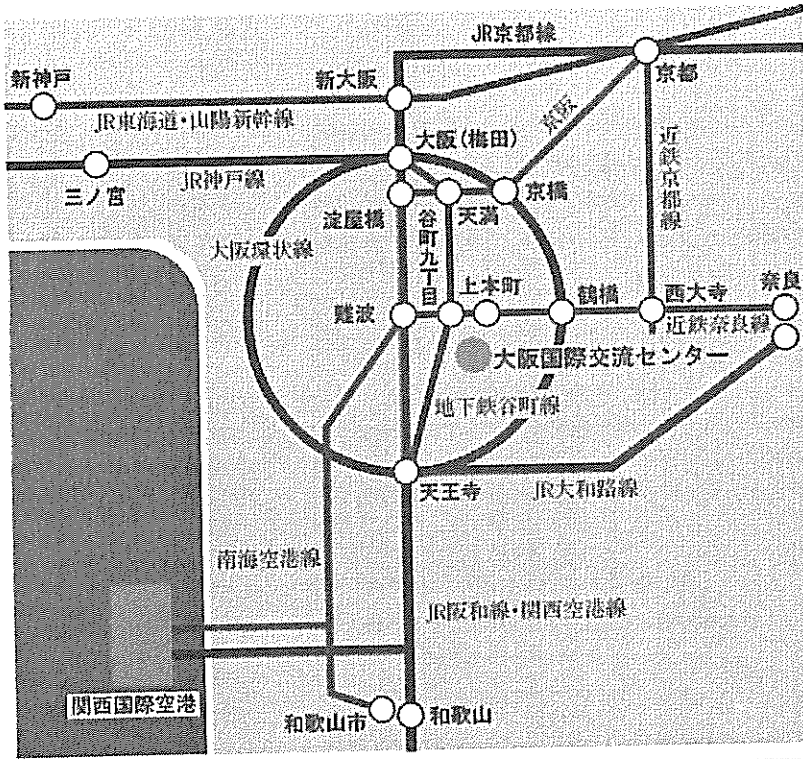 JR京都線
新神戸
新大阪
京都
JR東海道・山陽新幹線
京阪
大阪(梅田)
近鉄京都線
三ノ宮
JR神戸線
淀屋橋
天満
京橋
大阪環状線
谷町九丁目
難波
上本町
鶴橋
西大寺
奈良
近鉄奈良線
大阪国際交流センター
地下鉄谷町線
天王寺
JR大和路線
南海空港線
JR阪和線・関西空港線
関西国際空港
和歌山市
和歌山